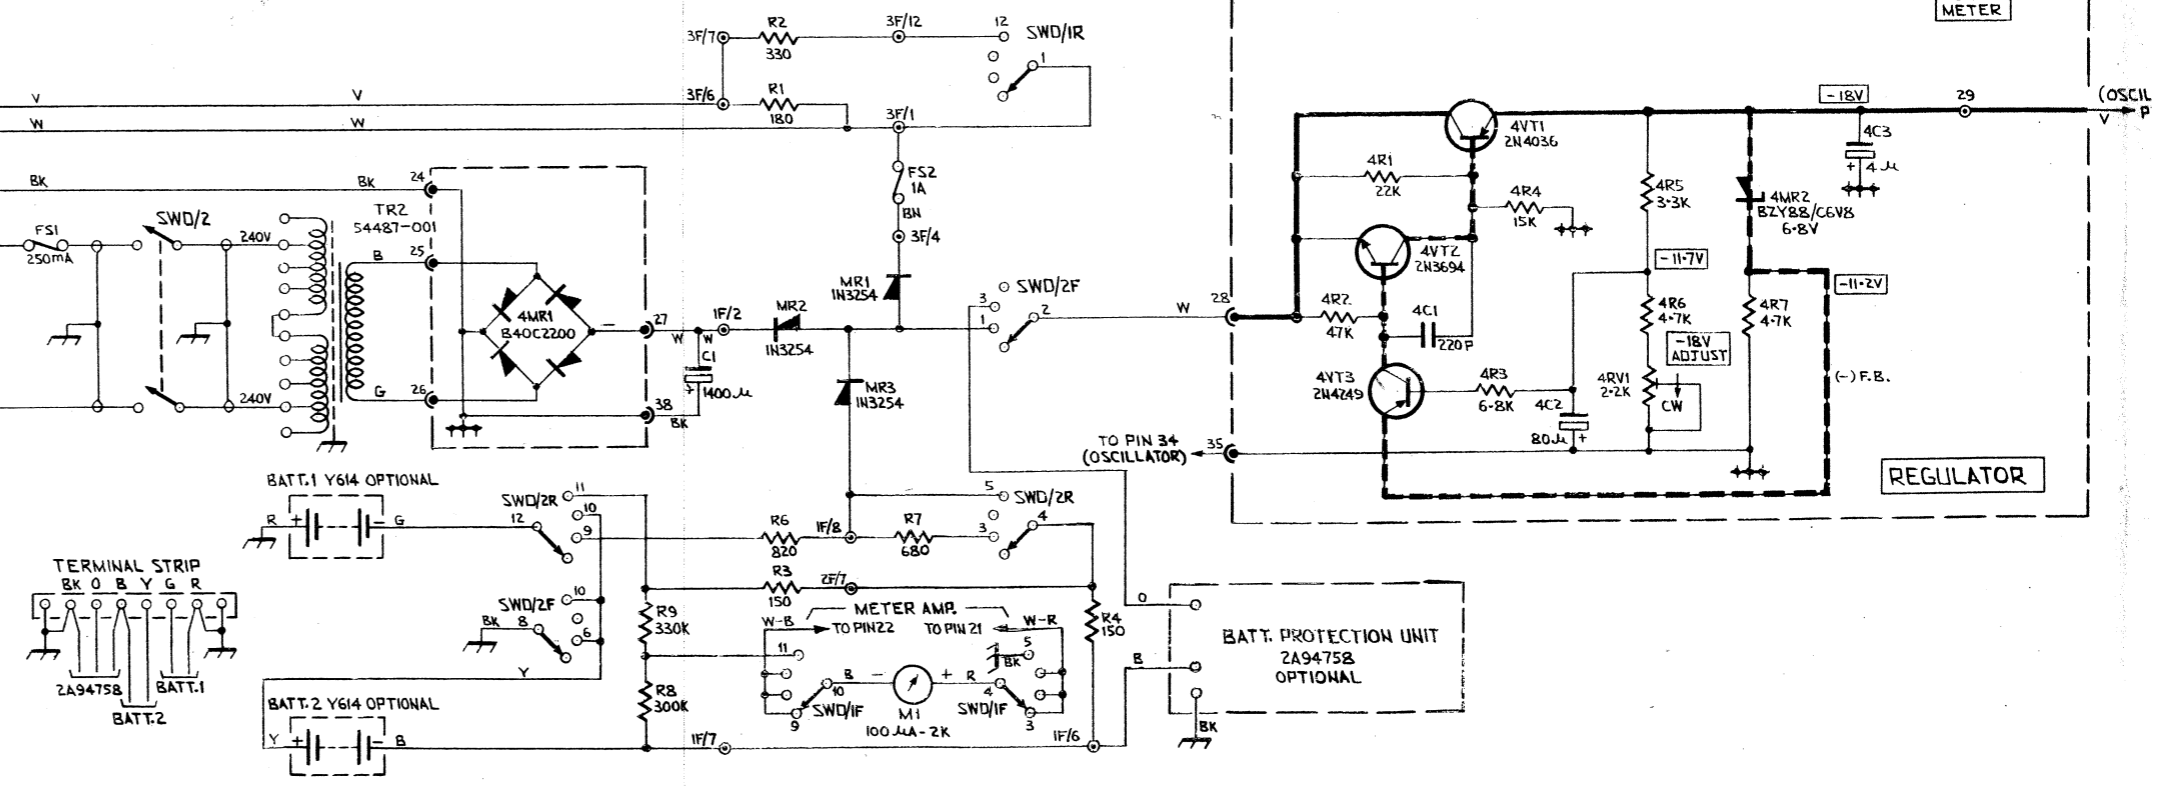 METER
3F/7
R2
330
3F/12
12
SWD/1R
1
V
V
3F/6
R1
180
W
W
3F/1
BK
BK
24
FS2
1A
BN
3F/4
FS1
250mA
SWD/2
240V
240V
TR2
54487-001
B
25
G
26
4MR1
B40C2200
−
27
W
W
1F/2
C1
+
1400µ
38
BK
MR2
1N3254
MR1
1N3254
MR3
1N3254
SWD/2F
3
1
2
W
28
4VT1
2N4036
-18V
29
(OSCIL
V
P
4R1
22K
4R4
15K
4VT2
2N3694
4R2
47K
4C1
220P
4VT3
2N4249
4R3
6·8K
4C2
80µ
+
4R5
3·3K
-11·7V
4R6
4·7K
-18V
ADJUST
4RV1
2·2K
CW
4MR2
BZY88/C6V8
6·8V
4C3
+
4µ
-11·2V
4R7
4·7K
(-) F.B.
TO PIN 34
(OSCILLATOR)
35
REGULATOR
BATT.1 Y614 OPTIONAL
R
+
−
G
SWD/2R
11
10
9
12
R6
820
1F/8
R7
680
5
SWD/2R
3
4
R3
150
2F/7
TERMINAL STRIP
BK O B Y G R
2A94758
BATT.1
BATT.2
SWD/2F
10
6
BK
8
Y
R9
330K
R8
300K
METER AMP.
W-B
TO PIN22
TO PIN 21
W-R
11
5
BK
10
B
−
+
R
4
SWD/1F
SWD/1F
9
3
M1
100µA-2K
R4
150
BATT.2 Y614 OPTIONAL
Y
+
−
B
1F/7
1F/6
O
B
BK
BATT. PROTECTION UNIT
2A94758
OPTIONAL